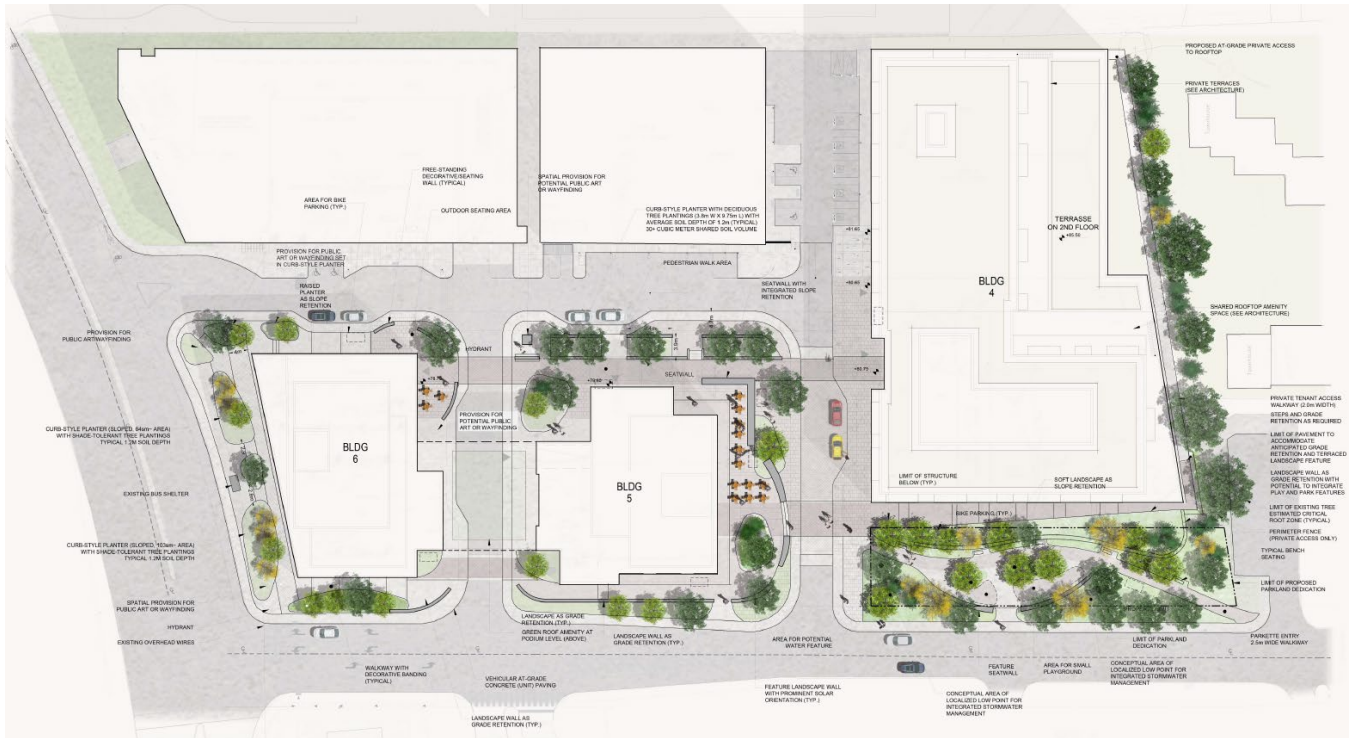 PROPOSED AT-GRADE PRIVATE ACCESS
TO ROOFTOP
PRIVATE TERRACES
(SEE ARCHITECTURE)
FREE-STANDING
DECORATIVE/SEATING
WALL (TYPICAL)
SPATIAL PROVISION FOR
POTENTIAL PUBLIC ART
OR WAYFINDING
AREA FOR BIKE
PARKING (TYP.)
OUTDOOR SEATING AREA
CURB-STYLE PLANTER WITH DECIDUOUS
TREE PLANTINGS (3.8m W X 9.75m L) WITH
AVERAGE SOIL DEPTH OF 1.2m (TYPICAL)
30+ CUBIC METER SHARED SOIL VOLUME
TERRASSE
ON 2ND FLOOR
PROVISION FOR PUBLIC
ART OR WAYFINDING SET
IN CURB-STYLE PLANTER
PEDESTRIAN WALK AREA
RAISED
PLANTER
AS SLOPE
RETENTION
SEATWALL WITH
INTEGRATED SLOPE
RETENTION
BLDG
4
SHARED ROOFTOP AMENITY
SPACE (SEE ARCHITECTURE)
PROVISION FOR
PUBLIC ART/WAYFINDING
HYDRANT
SEATWALL
PRIVATE TENANT ACCESS
WALKWAY (2.0m WIDTH)
STEPS AND GRADE
RETENTION AS REQUIRED
PROVISION FOR
POTENTIAL PUBLIC ART
OR WAYFINDING
CURB-STYLE PLANTER (SLOPED, 84sm~ AREA)
WITH SHADE-TOLERANT TREE PLANTINGS
TYPICAL 1.2M SOIL DEPTH
BLDG
6
LIMIT OF PAVEMENT TO
ACCOMMODATE
ANTICIPATED GRADE
RETENTION AND TERRACED
LANDSCAPE FEATURE
LANDSCAPE WALL AS
GRADE RETENTION WITH
POTENTIAL TO INTEGRATE
PLAY AND PARK FEATURES
LIMIT OF STRUCTURE
BELOW (TYP.)
SOFT LANDSCAPE AS
SLOPE RETENTION
BLDG
5
EXISTING BUS SHELTER
LIMIT OF EXISTING TREE
ESTIMATED CRITICAL
ROOT ZONE (TYPICAL)
BIKE PARKING (TYP.)
PERIMETER FENCE
(PRIVATE ACCESS ONLY)
CURB-STYLE PLANTER (SLOPED, 103sm~ AREA)
WITH SHADE-TOLERANT TREE PLANTINGS
TYPICAL 1.2M SOIL DEPTH
TYPICAL BENCH
SEATING
LIMIT OF PROPOSED
PARKLAND DEDICATION
SPATIAL PROVISION FOR
PUBLIC ART OR WAYFINDING
HYDRANT
EXISTING OVERHEAD WIRES
LANDSCAPE AS GRADE
RETENTION (TYP.)
GREEN ROOF AMENITY AT
PODIUM LEVEL (ABOVE)
LANDSCAPE WALL AS
GRADE RETENTION (TYP.)
AREA FOR POTENTIAL
WATER FEATURE
LIMIT OF PARKLAND
DEDICATION
PARKETTE ENTRY
2.5m WIDE WALKWAY
WALKWAY WITH
DECORATIVE BANDING
(TYPICAL)
VEHICULAR AT-GRADE
CONCRETE (UNIT) PAVING
FEATURE
SEATWALL
AREA FOR SMALL
PLAYGROUND
CONCEPTUAL AREA OF
LOCALIZED LOW POINT FOR
INTEGRATED STORMWATER
MANAGEMENT
FEATURE LANDSCAPE WALL
WITH PROMINENT SOLAR
ORIENTATION (TYP.)
CONCEPTUAL AREA OF
LOCALIZED LOW POINT FOR
INTEGRATED STORMWATER
MANAGEMENT
LANDSCAPE WALL AS
GRADE RETENTION (TYP.)